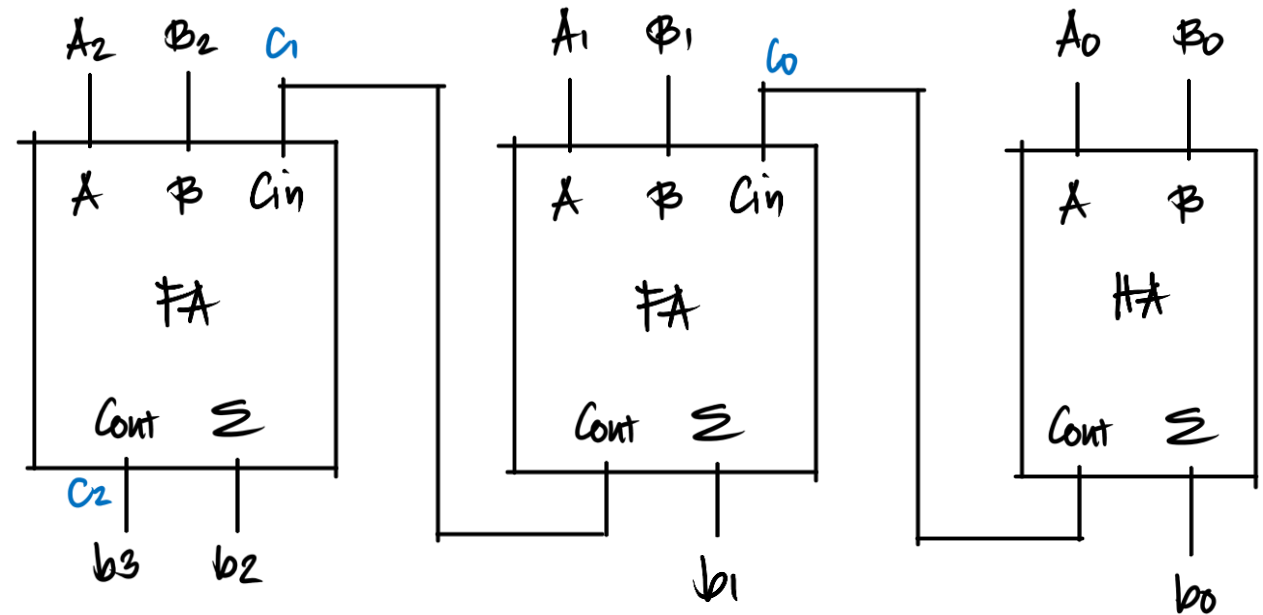 A2 B2 C1 A1 B1 C0 A0 B0
A B Cin A B Cin A B
FA FA HA
Cout Σ Cout Σ Cout Σ
C2
b3 b2 b1 b0